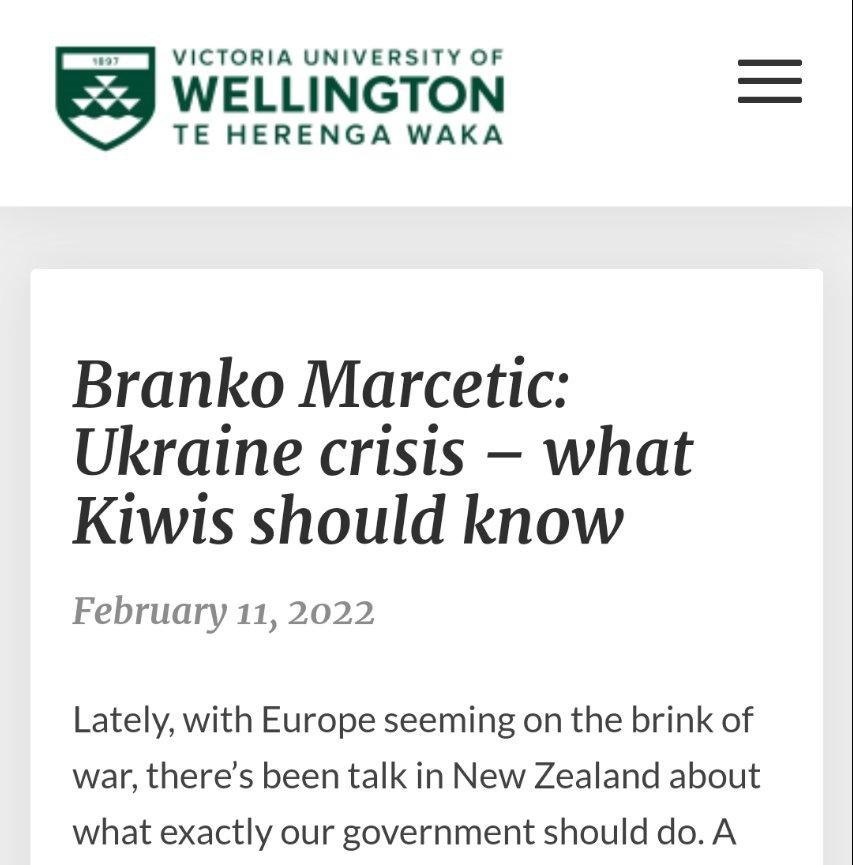 1897
VICTORIA UNIVERSITY OF
WELLINGTON
TE HERENGA WAKA
Branko Marcetic:
Ukraine crisis – what
Kiwis should know
February 11, 2022
Lately, with Europe seeming on the brink of
war, there’s been talk in New Zealand about
what exactly our government should do. A